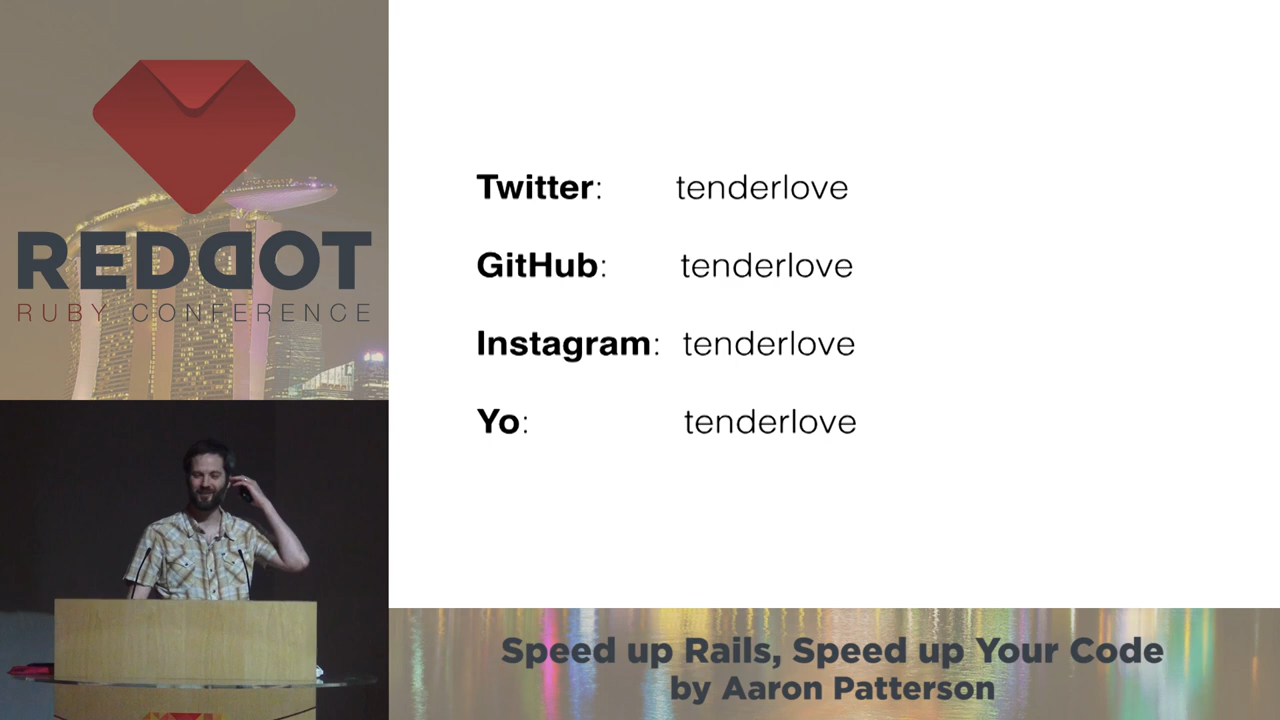 REDDOT
RUBY CONFERENCE
Twitter: tenderlove
GitHub: tenderlove
Instagram: tenderlove
Yo: tenderlove
Speed up Rails, Speed up Your Code
by Aaron Patterson